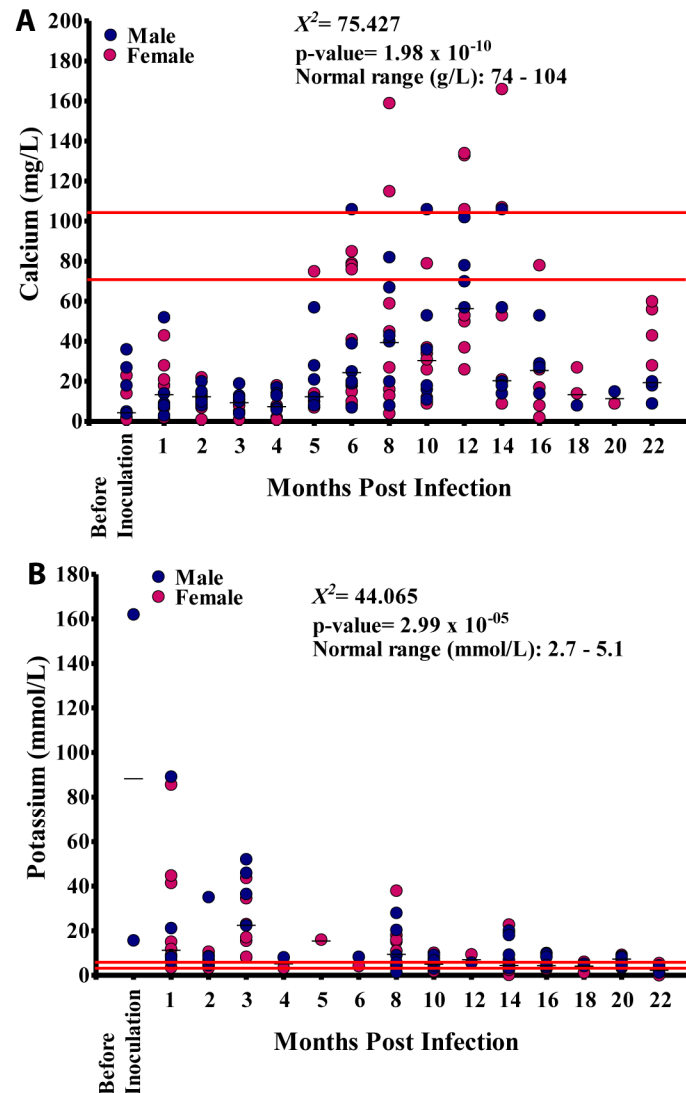 A
Male
Female
X²= 75.427
p-value= 1.98 x 10⁻¹⁰
Normal range (g/L): 74 - 104
Calcium (mg/L)
200
180
160
140
120
100
80
60
40
20
0
Before
Inoculation
1 2 3 4 5 6 8 10 12 14 16 18 20 22
Months Post Infection
B
Male
Female
X²= 44.065
p-value= 2.99 x 10⁻⁰⁵
Normal range (mmol/L): 2.7 - 5.1
Potassium (mmol/L)
180
160
140
120
100
80
60
40
20
0
Before
Inoculation
1 2 3 4 5 6 8 10 12 14 16 18 20 22
Months Post Infection